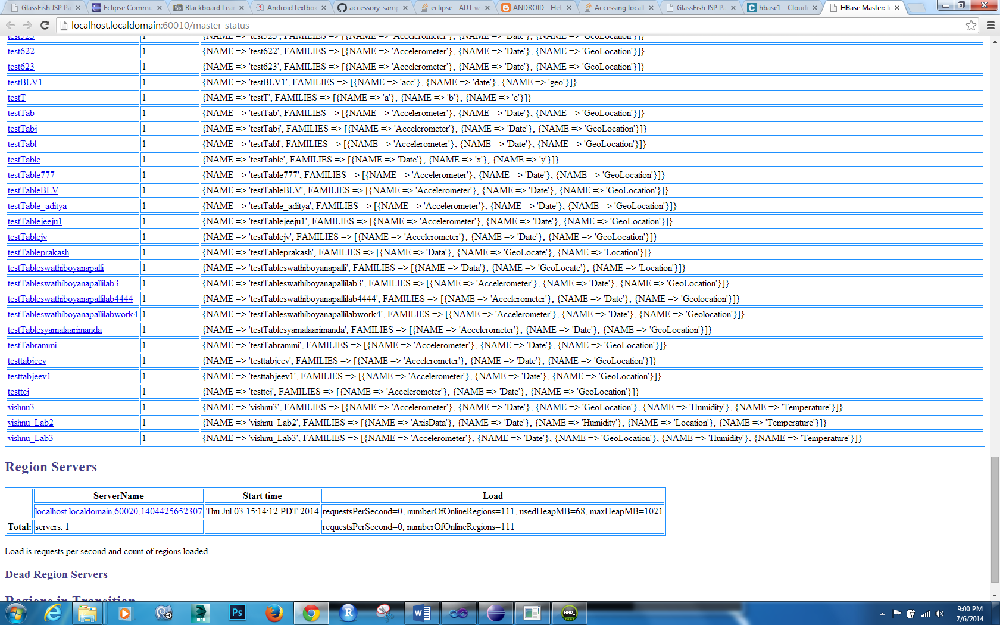 GlassFish JSP Pa
Eclipse Commu
Blackboard Lea
Android textbo
accessory-sam
eclipse - ADT w
ANDROID - Hel
Accessing locall
GlassFish JSP Pa
hbase1 - Cloud
HBase Master: l
localhost.localdomain:60010/master-status
test622 1 {NAME => 'test622', FAMILIES => [{NAME => 'Accelerometer'}, {NAME => 'Date'}, {NAME => 'GeoLocation'}]}
test623 1 {NAME => 'test623', FAMILIES => [{NAME => 'Accelerometer'}, {NAME => 'Date'}, {NAME => 'GeoLocation'}]}
testBLV1 1 {NAME => 'testBLV1', FAMILIES => [{NAME => 'acc'}, {NAME => 'date'}, {NAME => 'geo'}]}
testT 1 {NAME => 'testT', FAMILIES => [{NAME => 'a'}, {NAME => 'b'}, {NAME => 'c'}]}
testTab 1 {NAME => 'testTab', FAMILIES => [{NAME => 'Accelerometer'}, {NAME => 'Date'}, {NAME => 'GeoLocation'}]}
testTabj 1 {NAME => 'testTabj', FAMILIES => [{NAME => 'Accelerometer'}, {NAME => 'Date'}, {NAME => 'GeoLocation'}]}
testTabl 1 {NAME => 'testTabl', FAMILIES => [{NAME => 'Accelerometer'}, {NAME => 'Date'}, {NAME => 'GeoLocation'}]}
testTable 1 {NAME => 'testTable', FAMILIES => [{NAME => 'Date'}, {NAME => 'x'}, {NAME => 'y'}]}
testTable777 1 {NAME => 'testTable777', FAMILIES => [{NAME => 'Accelerometer'}, {NAME => 'Date'}, {NAME => 'GeoLocation'}]}
testTableBLV 1 {NAME => 'testTableBLV', FAMILIES => [{NAME => 'Accelerometer'}, {NAME => 'Date'}, {NAME => 'GeoLocation'}]}
testTable_aditya 1 {NAME => 'testTable_aditya', FAMILIES => [{NAME => 'Accelerometer'}, {NAME => 'Date'}, {NAME => 'GeoLocation'}]}
testTablejeeju1 1 {NAME => 'testTablejeeju1', FAMILIES => [{NAME => 'Accelerometer'}, {NAME => 'Date'}, {NAME => 'GeoLocation'}]}
testTablejv 1 {NAME => 'testTablejv', FAMILIES => [{NAME => 'Accelerometer'}, {NAME => 'Date'}, {NAME => 'GeoLocation'}]}
testTableprakash 1 {NAME => 'testTableprakash', FAMILIES => [{NAME => 'Data'}, {NAME => 'GeoLocate'}, {NAME => 'Location'}]}
testTableswathiboyanapalli 1 {NAME => 'testTableswathiboyanapalli', FAMILIES => [{NAME => 'Data'}, {NAME => 'GeoLocate'}, {NAME => 'Location'}]}
testTableswathiboyanapallilab3 1 {NAME => 'testTableswathiboyanapallilab3', FAMILIES => [{NAME => 'Accelerometer'}, {NAME => 'Date'}, {NAME => 'GeoLocation'}]}
testTableswathiboyanapallilab4444 1 {NAME => 'testTableswathiboyanapallilab4444', FAMILIES => [{NAME => 'Accelerometer'}, {NAME => 'Date'}, {NAME => 'Geolocation'}]}
testTableswathiboyanapallilabwork4 1 {NAME => 'testTableswathiboyanapallilabwork4', FAMILIES => [{NAME => 'Accelerometer'}, {NAME => 'Date'}, {NAME => 'Geolocation'}]}
testTablesyamalaarimanda 1 {NAME => 'testTablesyamalaarimanda', FAMILIES => [{NAME => 'Accelerometer'}, {NAME => 'Date'}, {NAME => 'GeoLocation'}]}
testTabrammi 1 {NAME => 'testTabrammi', FAMILIES => [{NAME => 'Accelerometer'}, {NAME => 'Date'}, {NAME => 'GeoLocation'}]}
testtabjeev 1 {NAME => 'testtabjeev', FAMILIES => [{NAME => 'Accelerometer'}, {NAME => 'Date'}, {NAME => 'GeoLocation'}]}
testtabjeev1 1 {NAME => 'testtabjeev1', FAMILIES => [{NAME => 'Accelerometer'}, {NAME => 'Date'}, {NAME => 'GeoLocation'}]}
testtej 1 {NAME => 'testtej', FAMILIES => [{NAME => 'Accelerometer'}, {NAME => 'Date'}, {NAME => 'GeoLocation'}]}
vishnu3 1 {NAME => 'vishnu3', FAMILIES => [{NAME => 'Accelerometer'}, {NAME => 'Date'}, {NAME => 'GeoLocation'}, {NAME => 'Humidity'}, {NAME => 'Temperature'}]}
vishnu_Lab2 1 {NAME => 'vishnu_Lab2', FAMILIES => [{NAME => 'AxisData'}, {NAME => 'Date'}, {NAME => 'Humidity'}, {NAME => 'Location'}, {NAME => 'Temperature'}]}
vishnu_Lab3 1 {NAME => 'vishnu_Lab3', FAMILIES => [{NAME => 'Accelerometer'}, {NAME => 'Date'}, {NAME => 'GeoLocation'}, {NAME => 'Humidity'}, {NAME => 'Temperature'}]}
Region Servers
ServerName Start time Load
localhost.localdomain,60020,1404425652307 Thu Jul 03 15:14:12 PDT 2014 requestsPerSecond=0, numberOfOnlineRegions=111, usedHeapMB=68, maxHeapMB=1021
Total: servers: 1 requestsPerSecond=0, numberOfOnlineRegions=111
Load is requests per second and count of regions loaded
Dead Region Servers
Regions in Transition
9:00 PM
7/6/2014